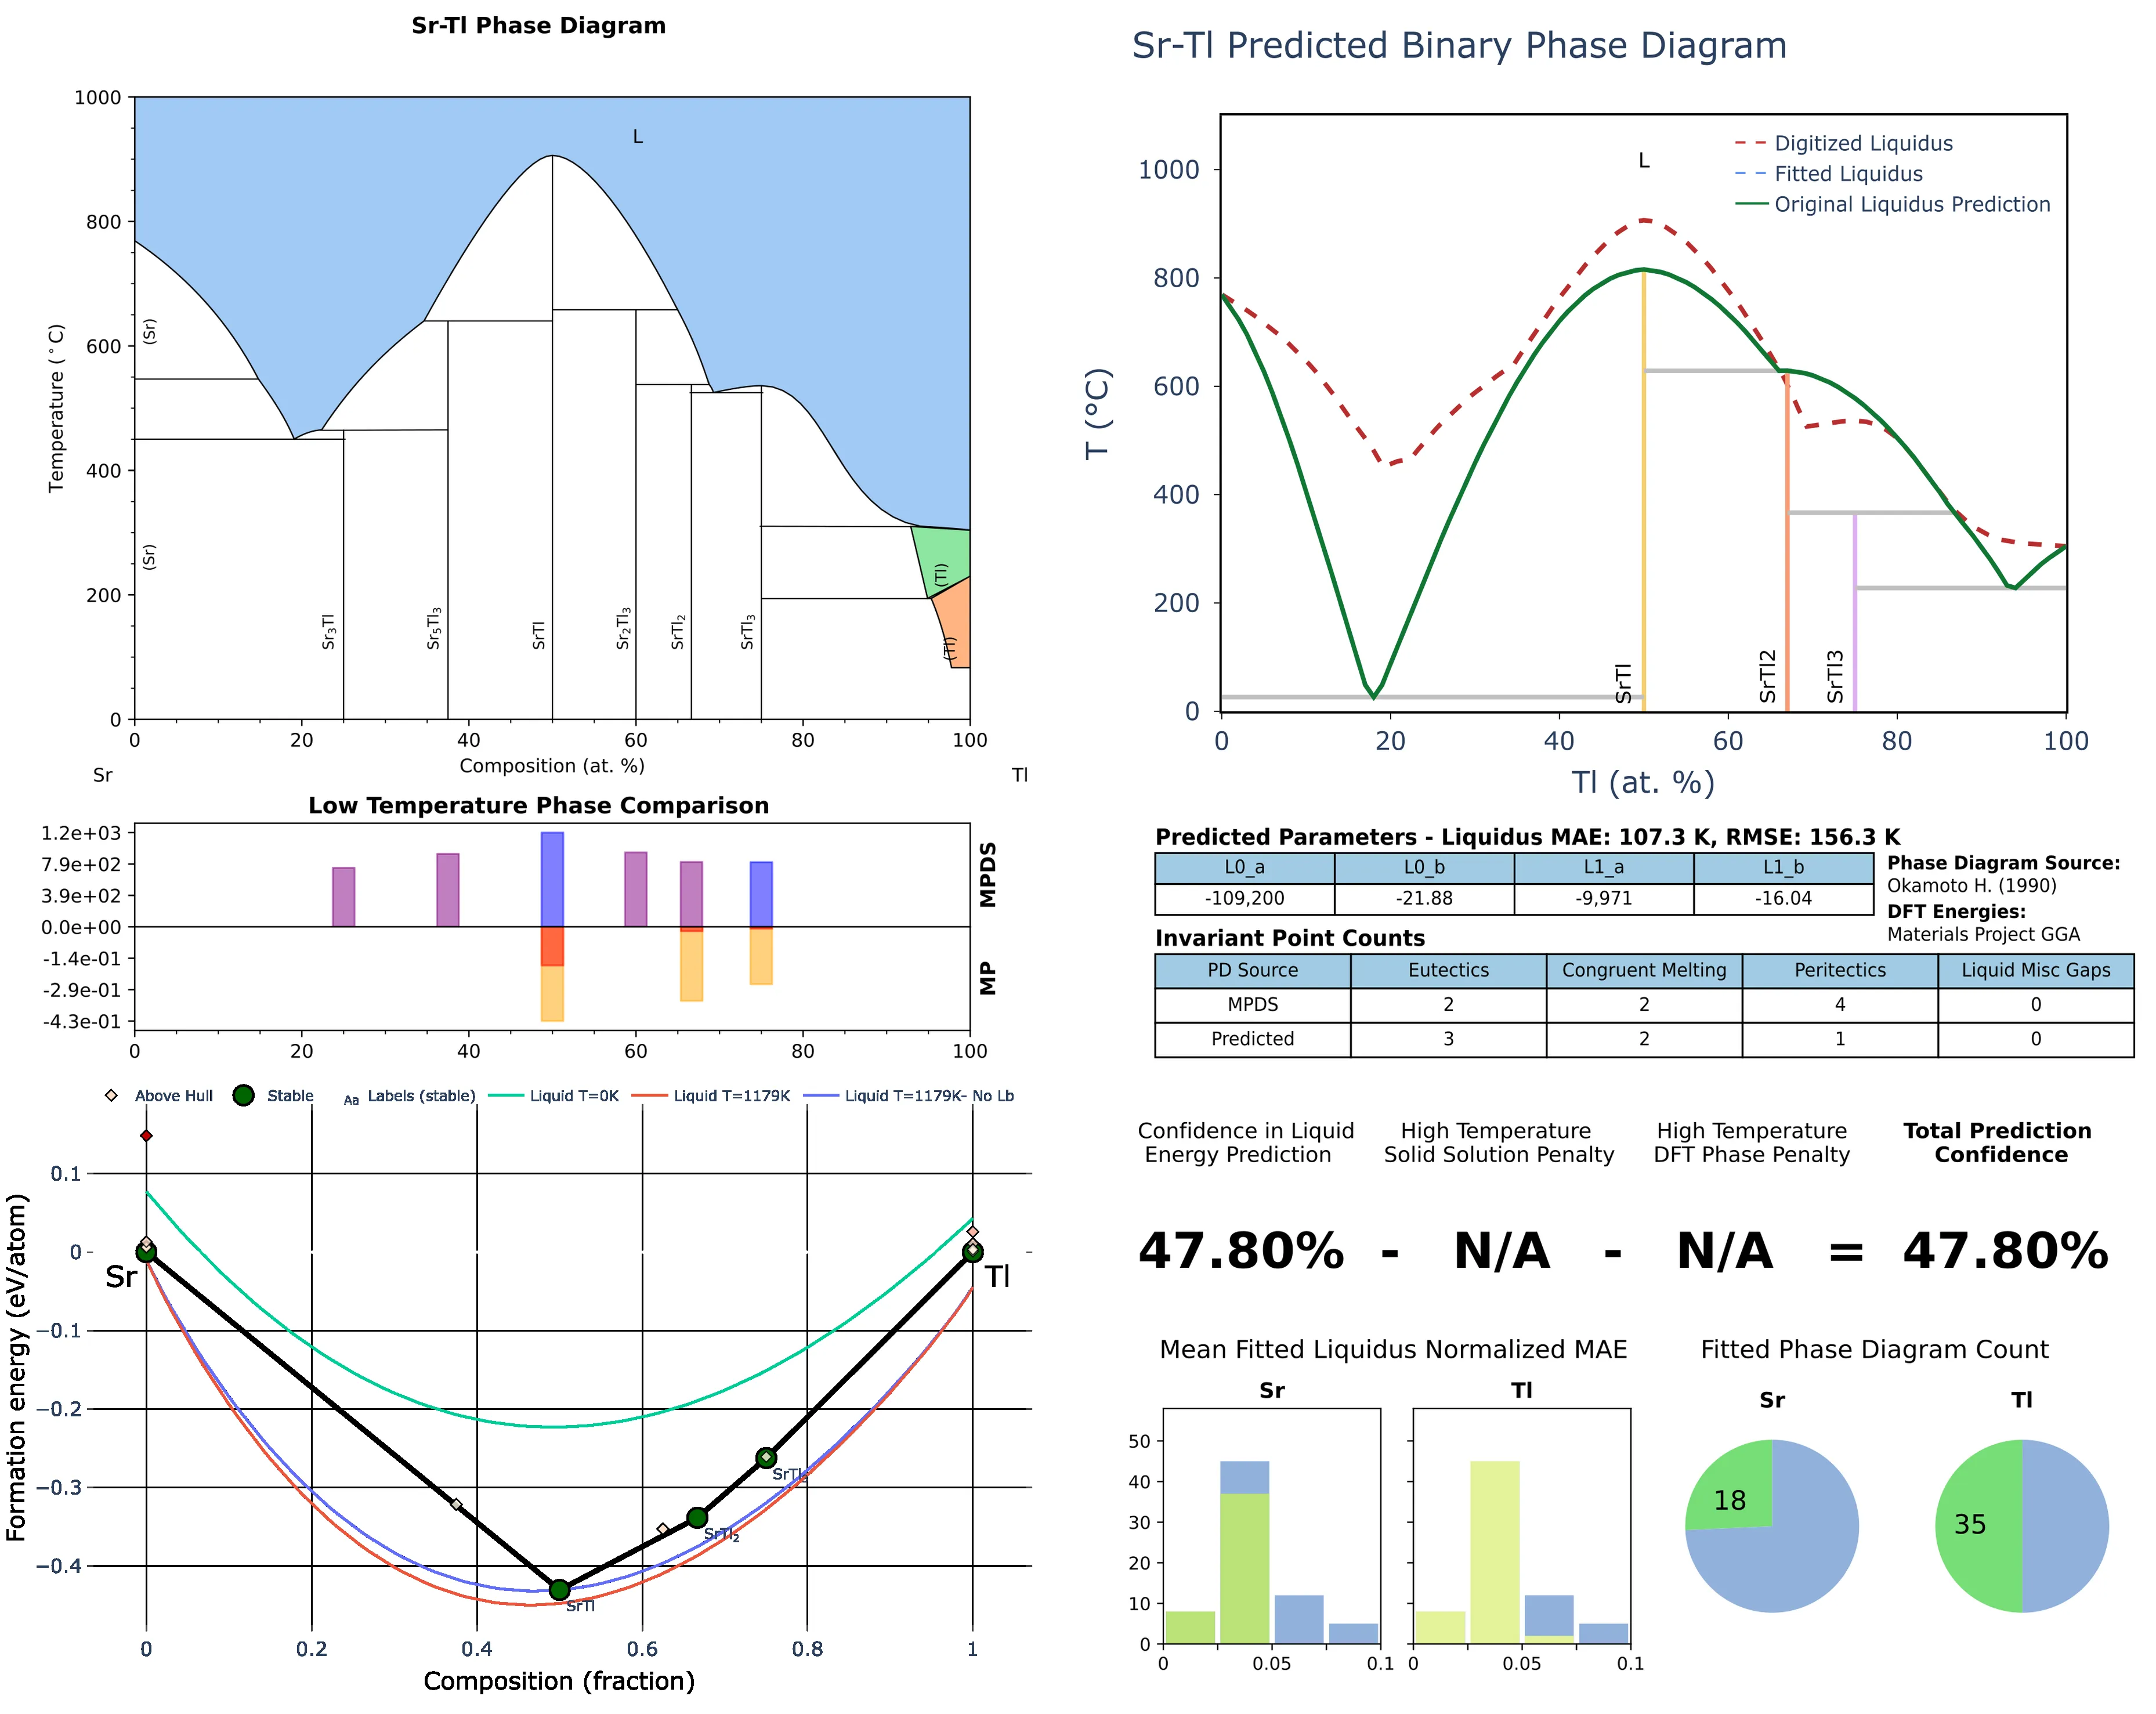 Sr-Tl Phase Diagram
1000
800
600
400
200
0
Temperature (°C)
L
(Sr)
(Sr)
Sr3Tl
Sr5Tl3
SrTl
Sr2Tl3
SrTl2
SrTl3
(Tl)
(Tl)
0 20 40 60 80 100
Composition (at. %)
Sr Tl
Low Temperature Phase Comparison
1.2e+03
7.9e+02
3.9e+02
0.0e+00
-1.4e-01
-2.9e-01
-4.3e-01
MPDS
MP
0 20 40 60 80 100
Above Hull Stable Aa Labels (stable) Liquid T=0K Liquid T=1179K Liquid T=1179K- No Lb
Formation energy (eV/atom)
0.1
0
−0.1
−0.2
−0.3
−0.4
Sr Tl
SrTl3
SrTl2
SrTl
0 0.2 0.4 0.6 0.8 1
Composition (fraction)
Sr-Tl Predicted Binary Phase Diagram
T (°C)
1000
800
600
400
200
0
L
Digitized Liquidus
Fitted Liquidus
Original Liquidus Prediction
SrTl
SrTl2
SrTl3
0 20 40 60 80 100
Tl (at. %)
Predicted Parameters - Liquidus MAE: 107.3 K, RMSE: 156.3 K
L0_a L0_b L1_a L1_b
-109,200 -21.88 -9,971 -16.04
Phase Diagram Source:
Okamoto H. (1990)
DFT Energies:
Materials Project GGA
Invariant Point Counts
PD Source Eutectics Congruent Melting Peritectics Liquid Misc Gaps
MPDS 2 2 4 0
Predicted 3 2 1 0
Confidence in Liquid
Energy Prediction
High Temperature
Solid Solution Penalty
High Temperature
DFT Phase Penalty
Total Prediction
Confidence
47.80% - N/A - N/A = 47.80%
Mean Fitted Liquidus Normalized MAE
Sr Tl
50
40
30
20
10
0
0 0.05 0.1
0 0.05 0.1
Fitted Phase Diagram Count
Sr Tl
18 35